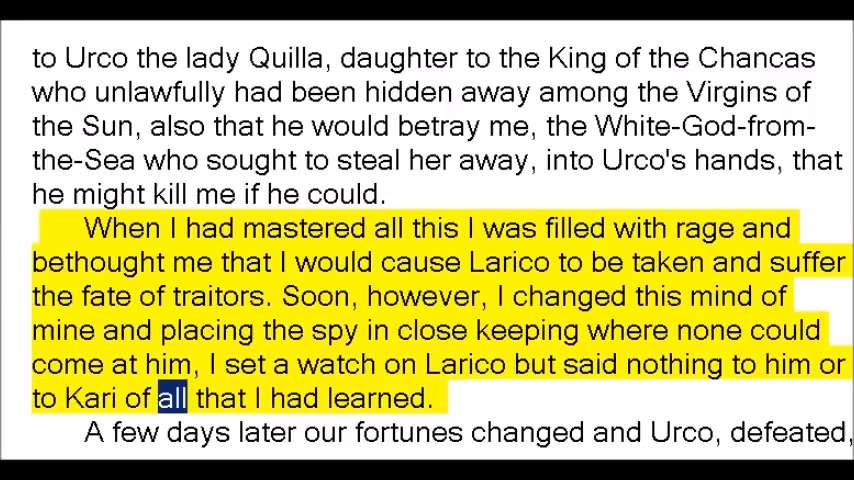 to Urco the lady Quilla, daughter to the King of the Chancas
who unlawfully had been hidden away among the Virgins of
the Sun, also that he would betray me, the White-God-from-
the-Sea who sought to steal her away, into Urco's hands, that
he might kill me if he could.
When I had mastered all this I was filled with rage and
bethought me that I would cause Larico to be taken and suffer
the fate of traitors. Soon, however, I changed this mind of
mine and placing the spy in close keeping where none could
come at him, I set a watch on Larico but said nothing to him or
to Kari of all that I had learned.
A few days later our fortunes changed and Urco, defeated,